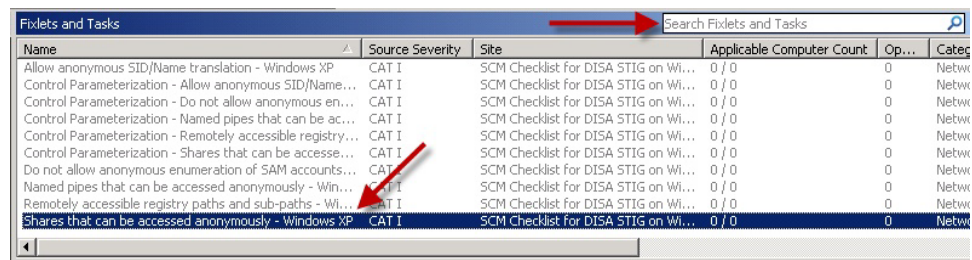 Fixlets and Tasks Search Fixlets and Tasks
Name Source Severity Site Applicable Computer Count Op... Categ
Allow anonymous SID/Name translation - Windows XP CAT I SCM Checklist for DISA STIG on Wi... 0 / 0 0 Netwo
Control Parameterization - Allow anonymous SID/Name... CAT I SCM Checklist for DISA STIG on Wi... 0 / 0 0 Netwo
Control Parameterization - Do not allow anonymous en... CAT I SCM Checklist for DISA STIG on Wi... 0 / 0 0 Netwo
Control Parameterization - Named pipes that can be ac... CAT I SCM Checklist for DISA STIG on Wi... 0 / 0 0 Netwo
Control Parameterization - Remotely accessible registry... CAT I SCM Checklist for DISA STIG on Wi... 0 / 0 0 Netwo
Control Parameterization - Shares that can be accesse... CAT I SCM Checklist for DISA STIG on Wi... 0 / 0 0 Netwo
Do not allow anonymous enumeration of SAM accounts... CAT I SCM Checklist for DISA STIG on Wi... 0 / 0 0 Netwo
Named pipes that can be accessed anonymously - Win... CAT I SCM Checklist for DISA STIG on Wi... 0 / 0 0 Netwo
Remotely accessible registry paths and sub-paths - Wi... CAT I SCM Checklist for DISA STIG on Wi... 0 / 0 0 Netwo
Shares that can be accessed anonymously - Windows XP CAT I SCM Checklist for DISA STIG on Wi... 0 / 0 0 Netwo